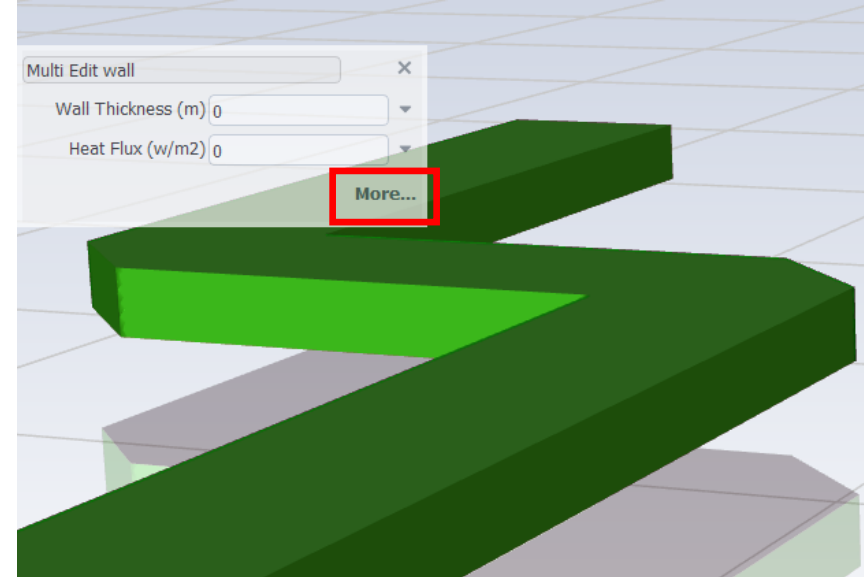 Multi Edit wall ×
Wall Thickness (m) 0
Heat Flux (w/m2) 0
More...